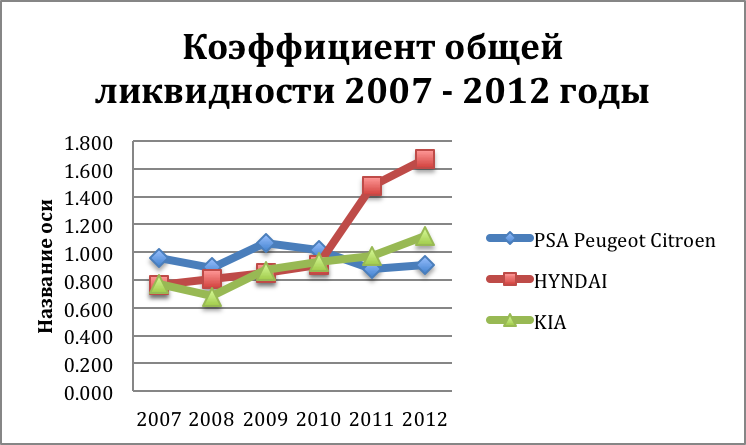 Коэффициент общей
ликвидности 2007 - 2012 годы
Название оси
1.800
1.600
1.400
1.200
1.000
0.800
0.600
0.400
0.200
0.000
2007 2008 2009 2010 2011 2012
PSA Peugeot Citroen
HYNDAI
KIA